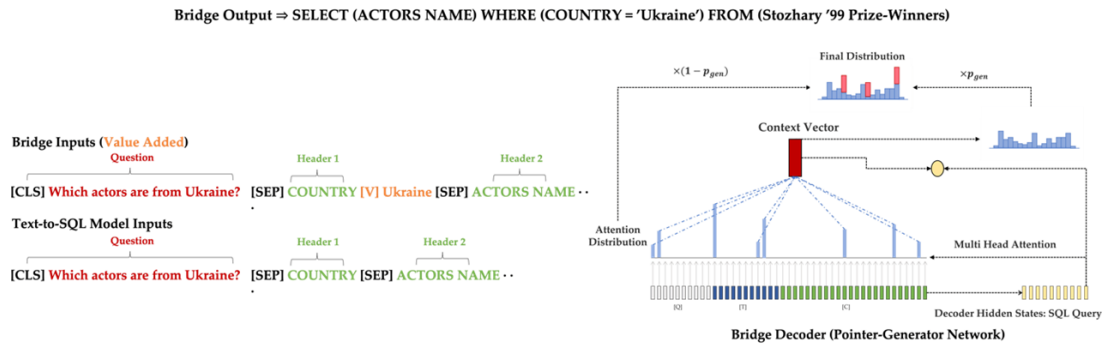 Bridge Output ⇒ SELECT (ACTORS NAME) WHERE (COUNTRY = 'Ukraine') FROM (Stozhary '99 Prize-Winners)
Bridge Inputs (Value Added)
Question
Header 1
Header 2
[CLS] Which actors are from Ukraine? [SEP] COUNTRY [V] Ukraine [SEP] ACTORS NAME · ·
·
Text-to-SQL Model Inputs
Question
Header 1
Header 2
[CLS] Which actors are from Ukraine? [SEP] COUNTRY [SEP] ACTORS NAME · ·
·
Final Distribution
×(1 − p_gen)
×p_gen
Context Vector
Attention
Distribution
Multi Head Attention
[Q]
[T]
[C]
Decoder Hidden States: SQL Query
Bridge Decoder (Pointer-Generator Network)